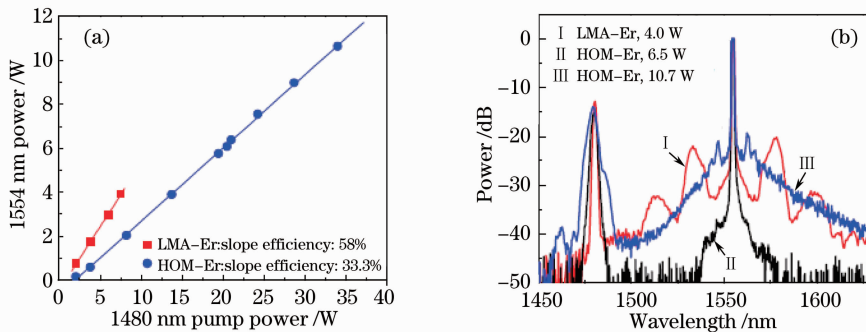 (a)
12
10
8
6
4
2
0
0 5 10 15 20 25 30 35 40
1554 nm power /W
1480 nm pump power /W
LMA-Er:slope efficiency: 58%
HOM-Er:slope efficiency: 33.3%
(b)
Ⅰ LMA-Er, 4.0 W
Ⅱ HOM-Er, 6.5 W
Ⅲ HOM-Er, 10.7 W
0
-10
-20
-30
-40
-50
1450 1500 1550 1600
Power /dB
Wavelength /nm
Ⅰ
Ⅲ
Ⅱ